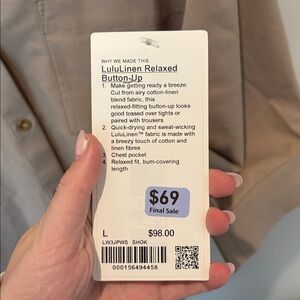 WHY WE MADE THIS
LuluLinen Relaxed
Button-Up
1. Make getting ready a breeze.
Cut from airy cotton-linen
blend fabric, this
relaxed-fitting button-up looks
good tossed over tights or
paired with trousers
2. Quick-drying and sweat-wicking
LuluLinen™ fabric is made with
a breezy touch of cotton and
linen fibres
3. Chest pocket
4. Relaxed fit, bum-covering
length
$69
Final Sale
L $98.00
LW3JPWS SHOK
000156494458